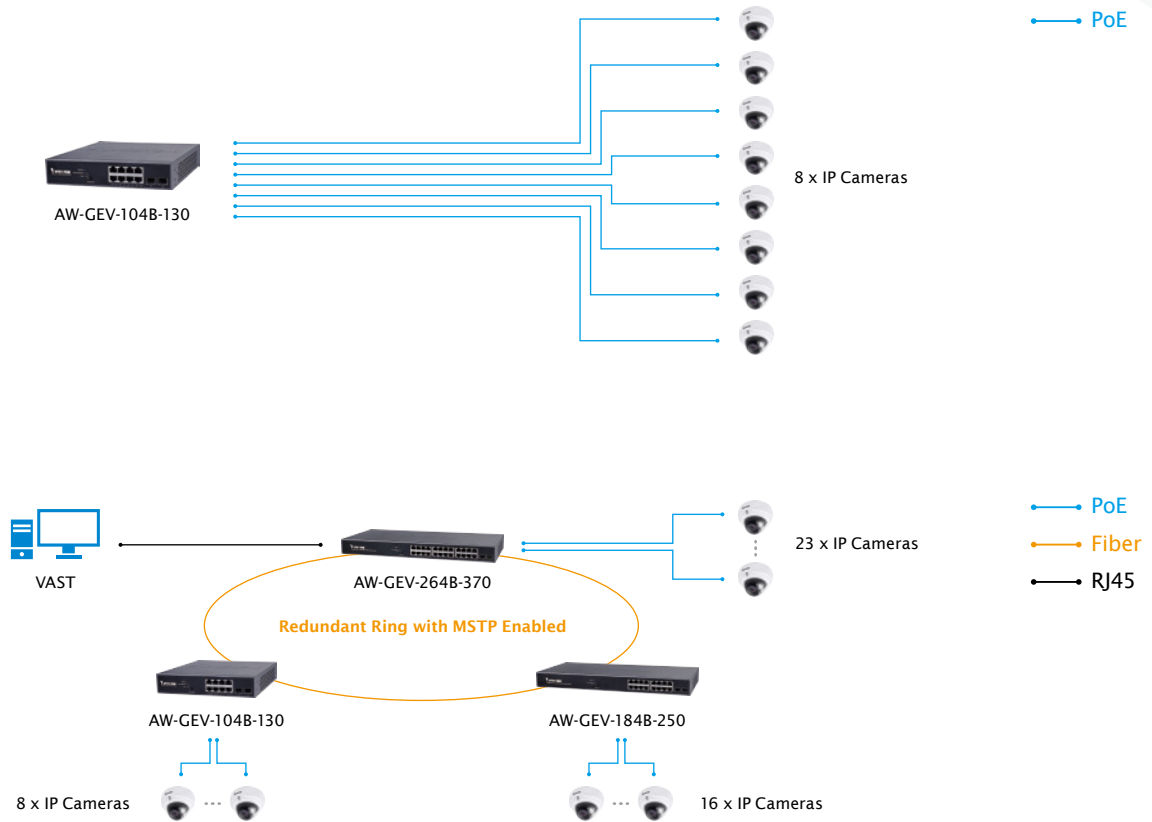 PoE
8 x IP Cameras
AW-GEV-104B-130
PoE
VAST
AW-GEV-264B-370
23 x IP Cameras
Fiber
RJ45
Redundant Ring with MSTP Enabled
AW-GEV-104B-130
AW-GEV-184B-250
8 x IP Cameras
16 x IP Cameras